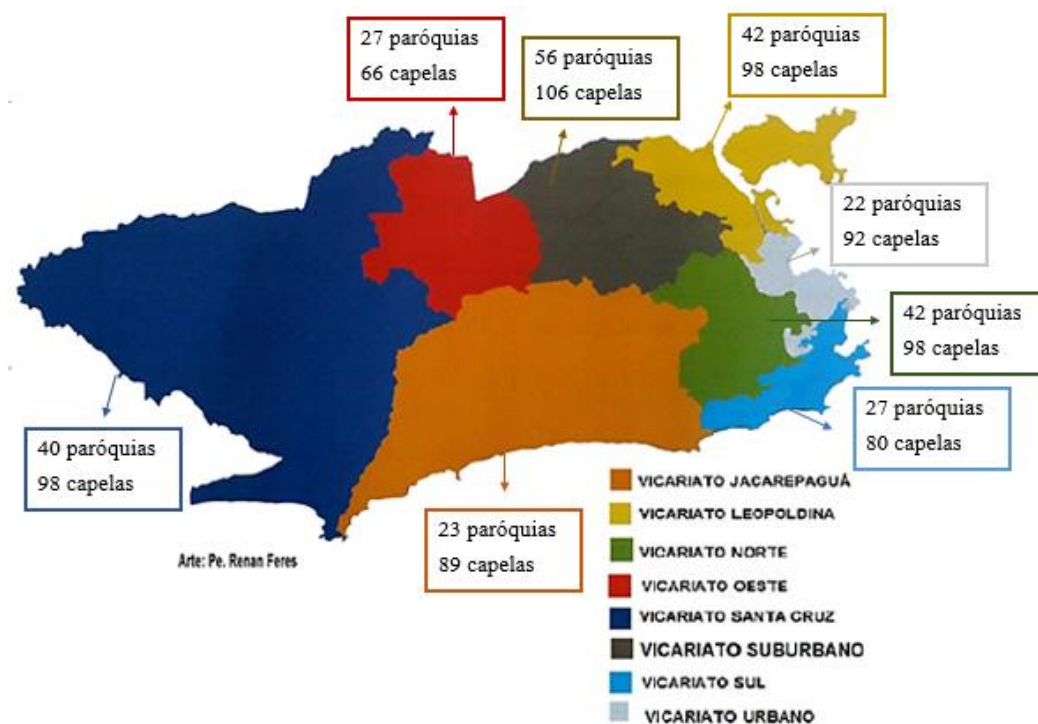 27 paróquias
66 capelas
56 paróquias
106 capelas
42 paróquias
98 capelas
22 paróquias
92 capelas
42 paróquias
98 capelas
27 paróquias
80 capelas
40 paróquias
98 capelas
23 paróquias
89 capelas
Arte: Pe. Renan Feres
VICARIATO JACAREPAGUÁ
VICARIATO LEOPOLDINA
VICARIATO NORTE
VICARIATO OESTE
VICARIATO SANTA CRUZ
VICARIATO SUBURBANO
VICARIATO SUL
VICARIATO URBANO